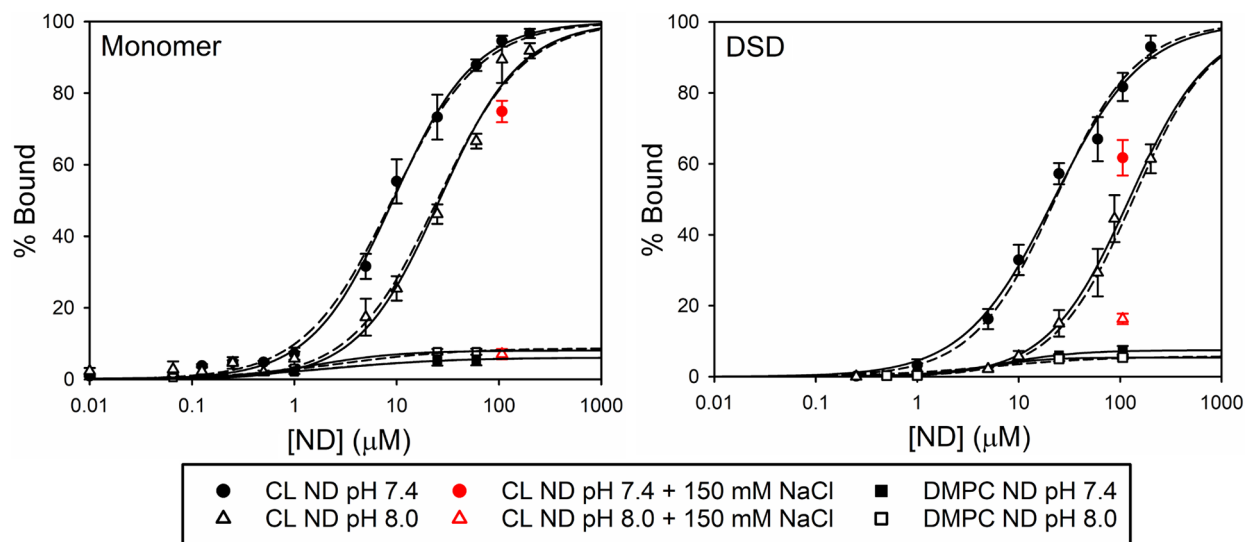 Monomer
% Bound
100
80
60
40
20
0
0.01 0.1 1 10 100 1000
[ND] (μM)
DSD
% Bound
100
80
60
40
20
0
0.01 0.1 1 10 100 1000
[ND] (μM)
CL ND pH 7.4
CL ND pH 7.4 + 150 mM NaCl
DMPC ND pH 7.4
CL ND pH 8.0
CL ND pH 8.0 + 150 mM NaCl
DMPC ND pH 8.0